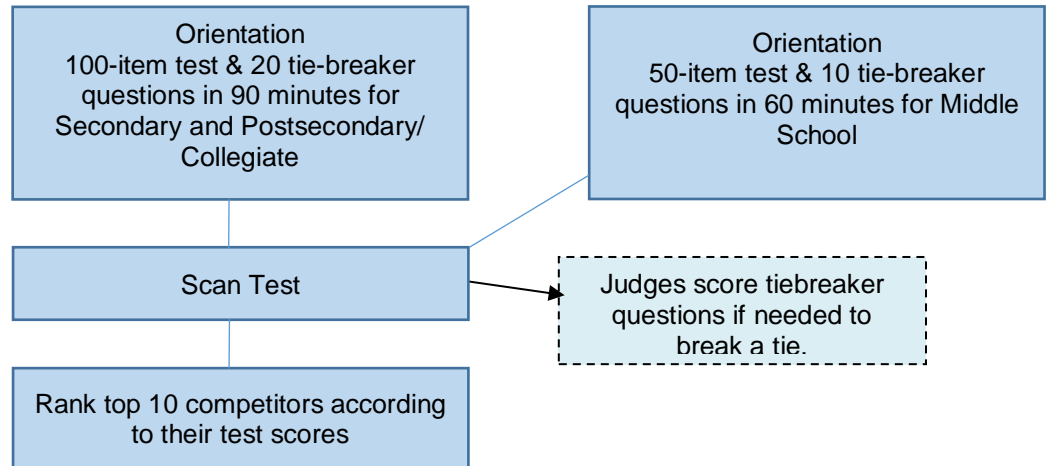 Orientation
100-item test & 20 tie-breaker
questions in 90 minutes for
Secondary and Postsecondary/
Collegiate
Orientation
50-item test & 10 tie-breaker
questions in 60 minutes for Middle
School
Scan Test
Judges score tiebreaker
questions if needed to
break a tie.
Rank top 10 competitors according
to their test scores